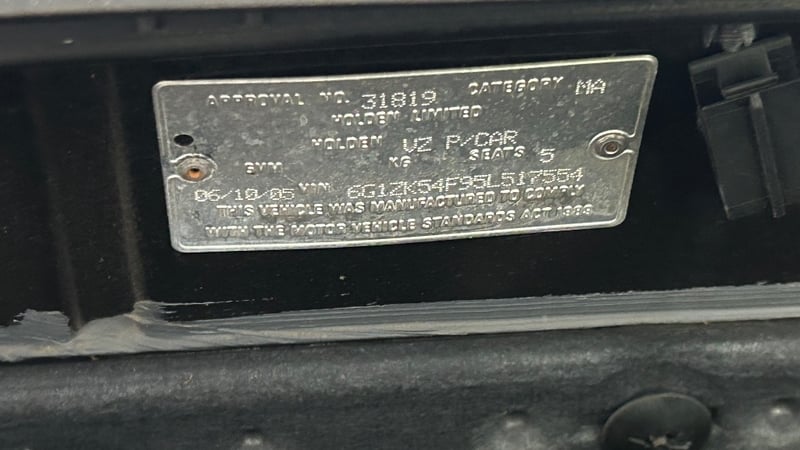 APPROVAL NO. 31819 CATEGORY MA
HOLDEN LIMITED
HOLDEN VZ P/CAR
GVM KG SEATS 5
06/10/05 VIN 6G1ZK54F95L517554
THIS VEHICLE WAS MANUFACTURED TO COMPLY
WITH THE MOTOR VEHICLE STANDARDS ACT 1989